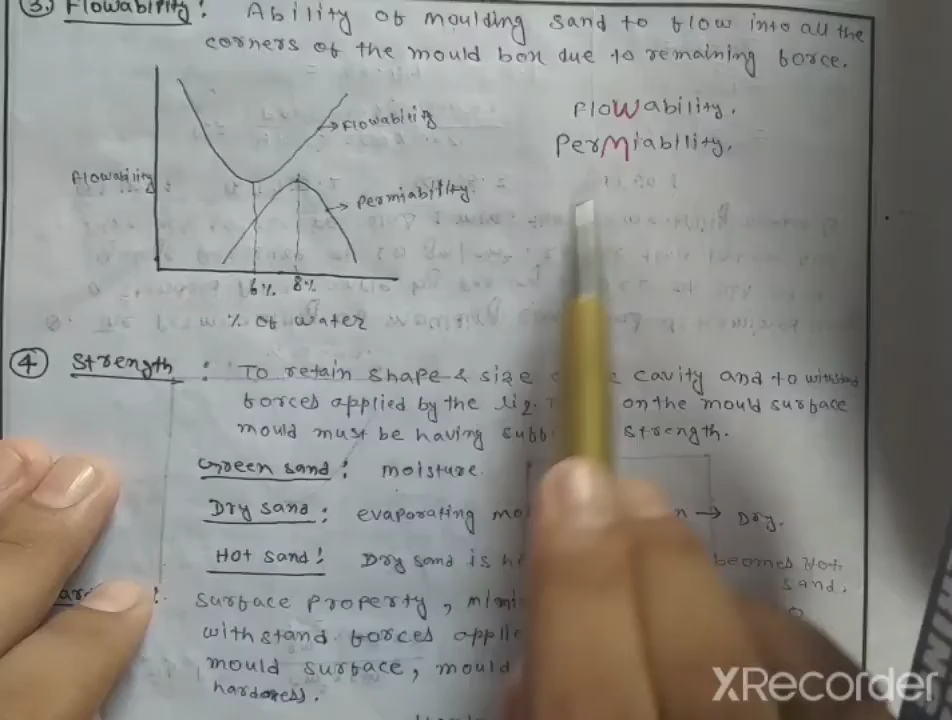 3. Flowability: Ability of moulding sand to flow into all the
corners of the mould box due to remaining force.
Flowability
Flowability
Permiability
6% 8%
% of water
FloWability.
PerMiability.
4 Strength : To retain shape & size cavity and to withstand
forces applied by the liq. on the mould surface
mould must be having strength.
Green sand: moisture.
Dry sand: evaporating → Dry.
Hot sand: Dry sand is becomes Hot
sand.
surface property,
withstand forces
mould surface, mould
hardness.
XRecorder